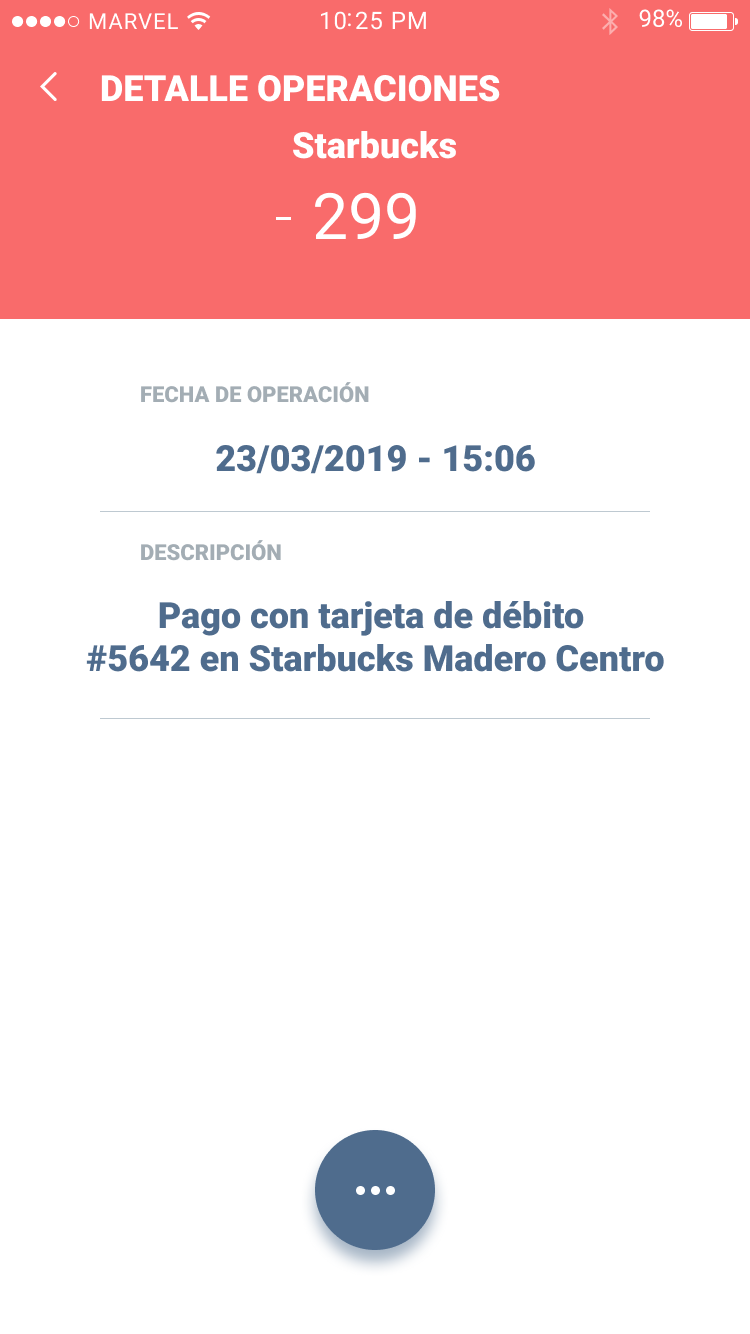 MARVEL 10:25 PM 98%
DETALLE OPERACIONES
Starbucks
- 299
FECHA DE OPERACIÓN
23/03/2019 - 15:06
DESCRIPCIÓN
Pago con tarjeta de débito
#5642 en Starbucks Madero Centro